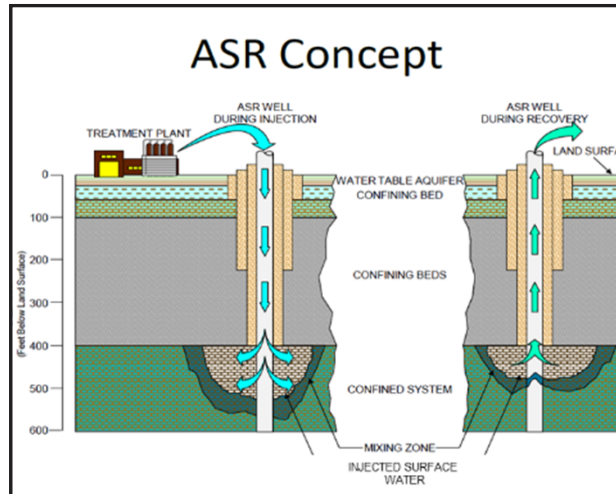 ASR Concept
ASR WELL
DURING INJECTION
ASR WELL
DURING RECOVERY
TREATMENT PLANT
LAND SURFA
0
100
200
300
400
500
600
(Feet Below Land Surface)
WATER TABLE AQUIFER
CONFINING BED
CONFINING BEDS
CONFINED SYSTEM
MIXING ZONE
INJECTED SURFACE
WATER